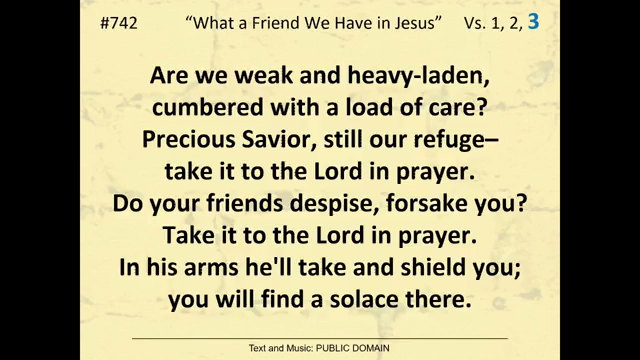 #742 “What a Friend We Have in Jesus” Vs. 1, 2, 3
Are we weak and heavy-laden,
cumbered with a load of care?
Precious Savior, still our refuge–
take it to the Lord in prayer.
Do your friends despise, forsake you?
Take it to the Lord in prayer.
In his arms he'll take and shield you;
you will find a solace there.
Text and Music: PUBLIC DOMAIN